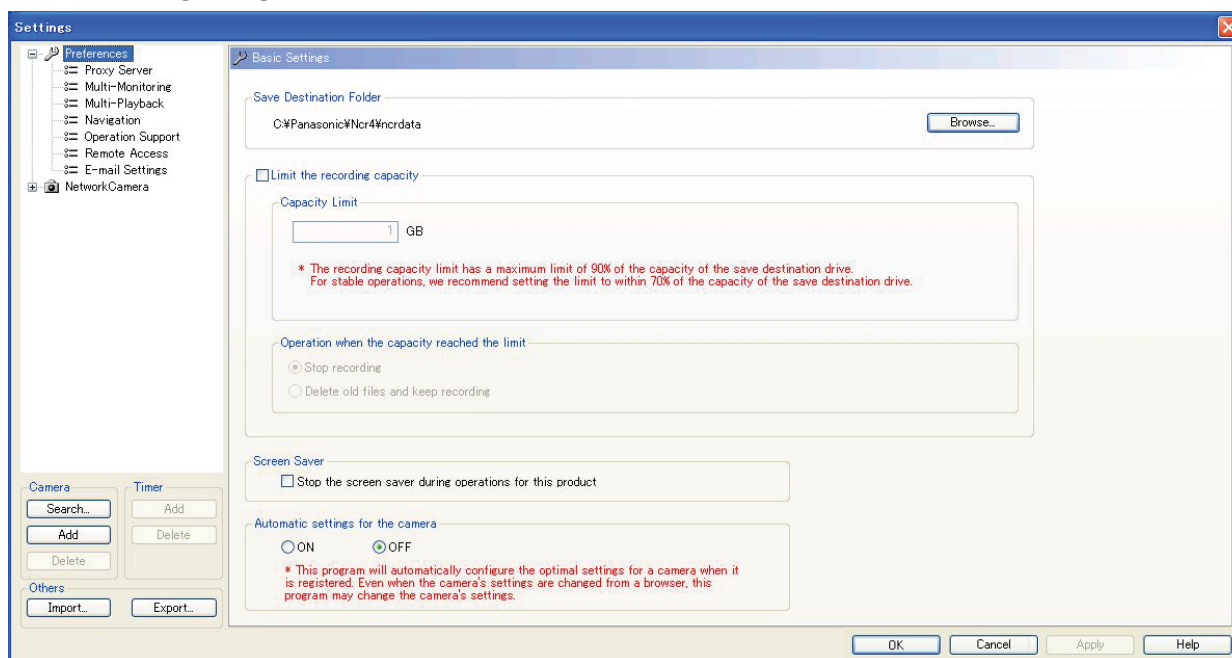 Settings
Preferences
Proxy Server
Multi-Monitoring
Multi-Playback
Navigation
Operation Support
Remote Access
E-mail Settings
NetworkCamera
Camera
Search...
Add
Delete
Timer
Add
Delete
Others
Import...
Export...
Basic Settings
Save Destination Folder
C:¥Panasonic¥Ncr4¥ncrdata
Browse...
Limit the recording capacity
Capacity Limit
1 GB
* The recording capacity limit has a maximum limit of 90% of the capacity of the save destination drive.
For stable operations, we recommend setting the limit to within 70% of the capacity of the save destination drive.
Operation when the capacity reached the limit
Stop recording
Delete old files and keep recording
Screen Saver
Stop the screen saver during operations for this product
Automatic settings for the camera
ON OFF
* This program will automatically configure the optimal settings for a camera when it
is registered. Even when the camera's settings are changed from a browser, this
program may change the camera's settings.
OK Cancel Apply Help